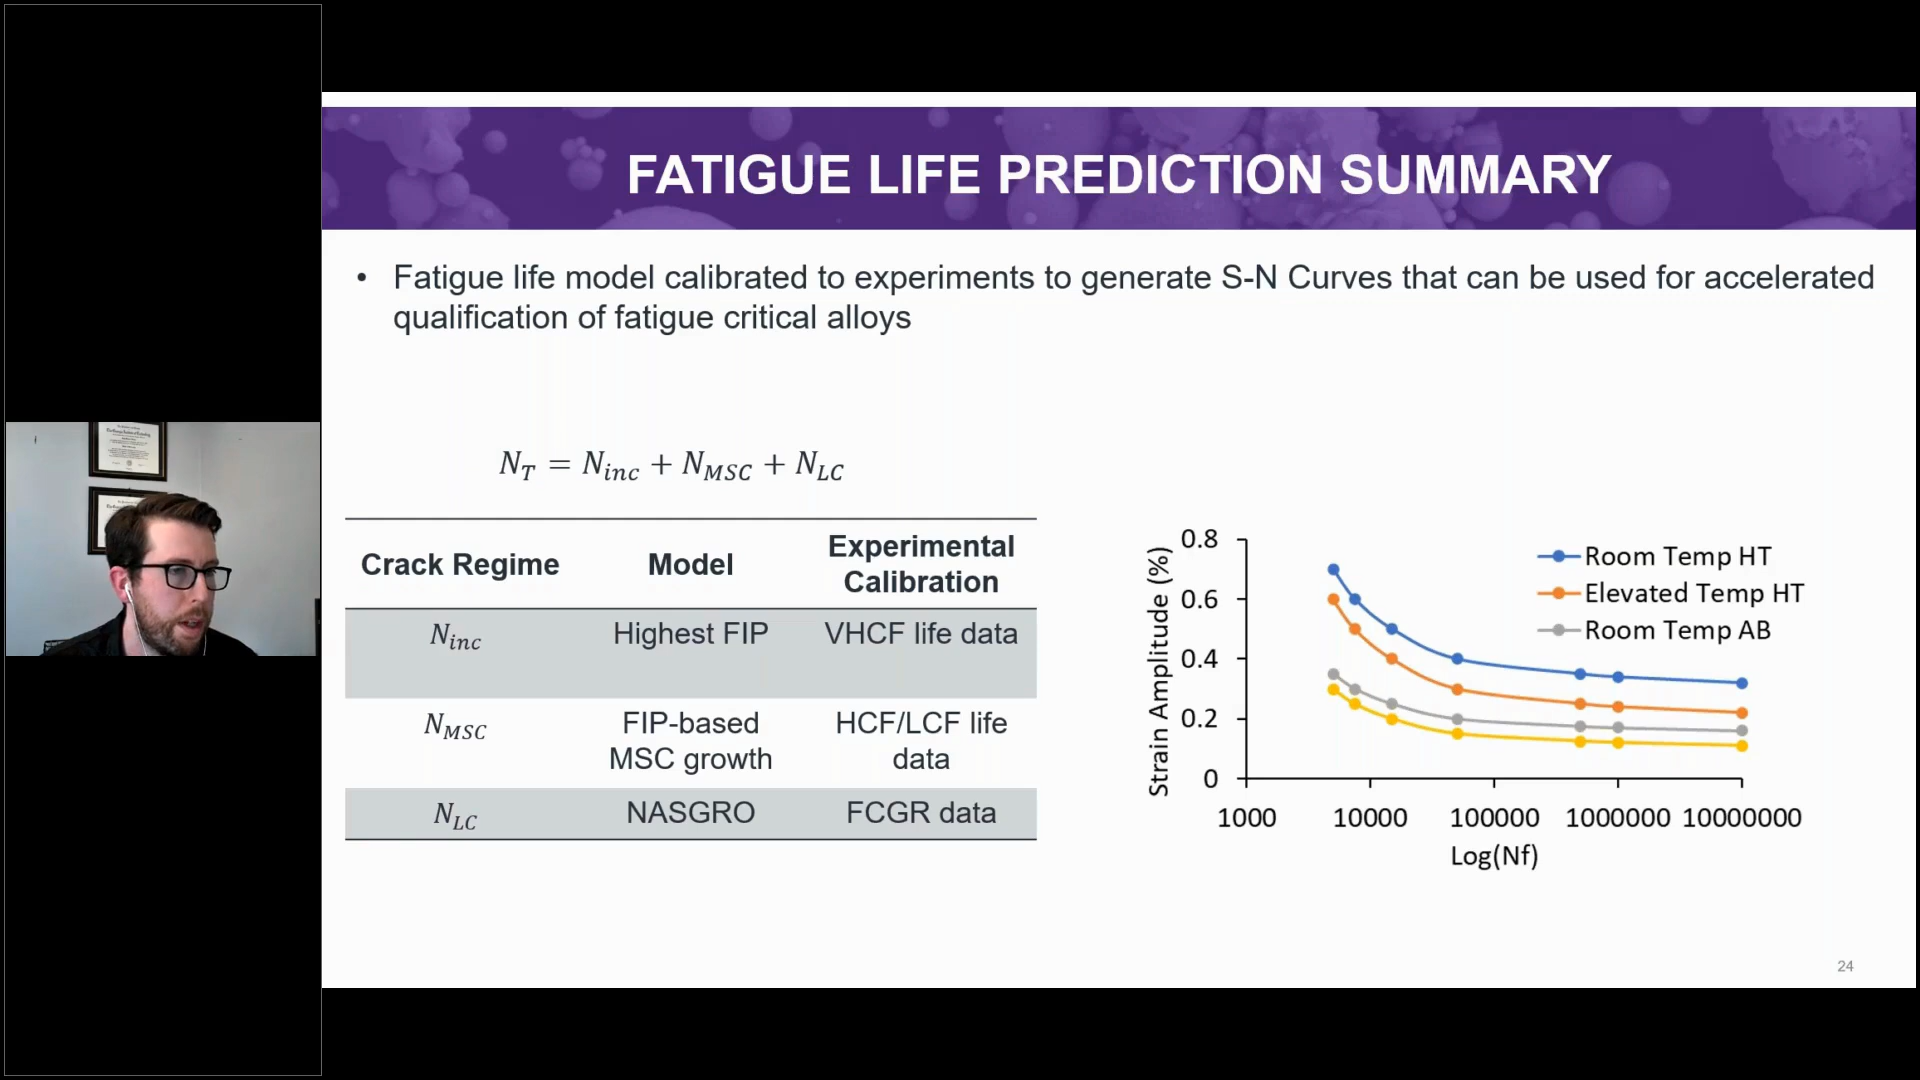 FATIGUE LIFE PREDICTION SUMMARY
• Fatigue life model calibrated to experiments to generate S-N Curves that can be used for accelerated
qualification of fatigue critical alloys
N_T = N_inc + N_MSC + N_LC
Crack Regime Model Experimental
Calibration
N_inc Highest FIP VHCF life data
N_MSC FIP-based HCF/LCF life
MSC growth data
N_LC NASGRO FCGR data
Strain Amplitude (%)
0.8
0.6
0.4
0.2
0
Room Temp HT
Elevated Temp HT
Room Temp AB
1000 10000 100000 1000000 10000000
Log(Nf)
24